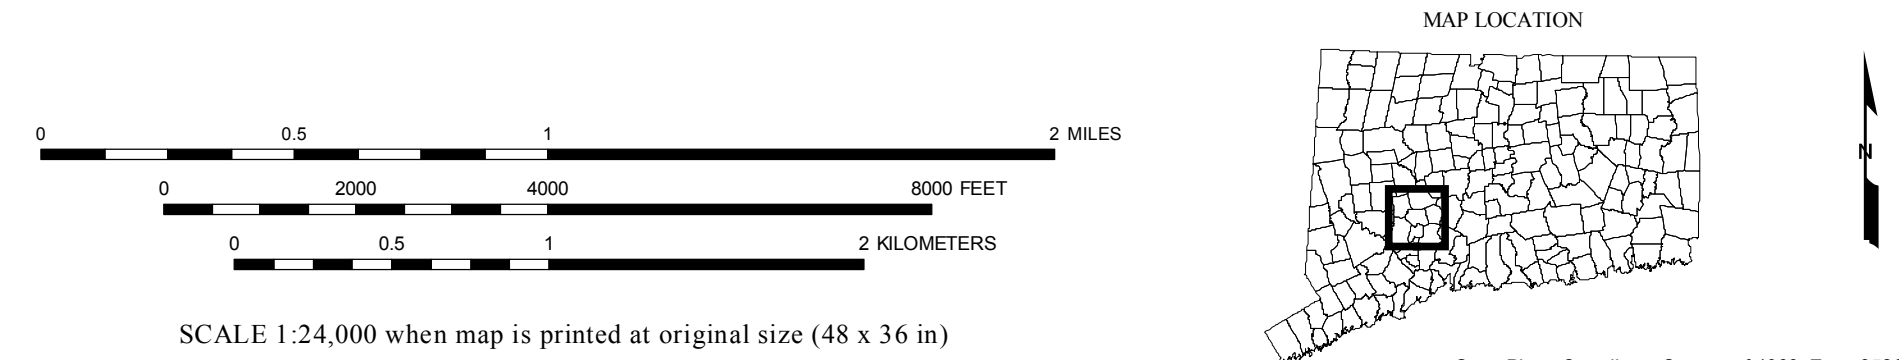 MAP LOCATION
0 0.5 1 2 MILES
0 2000 4000 8000 FEET
0 0.5 1 2 KILOMETERS
N
SCALE 1:24,000 when map is printed at original size (48 x 36 in)